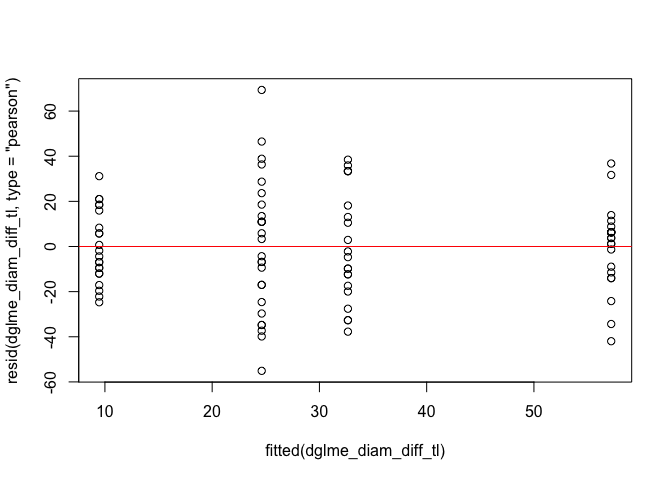 resid(dglme_diam_diff_tl, type = "pearson")
60
40
20
0
-20
-40
-60
10 20 30 40 50
fitted(dglme_diam_diff_tl)